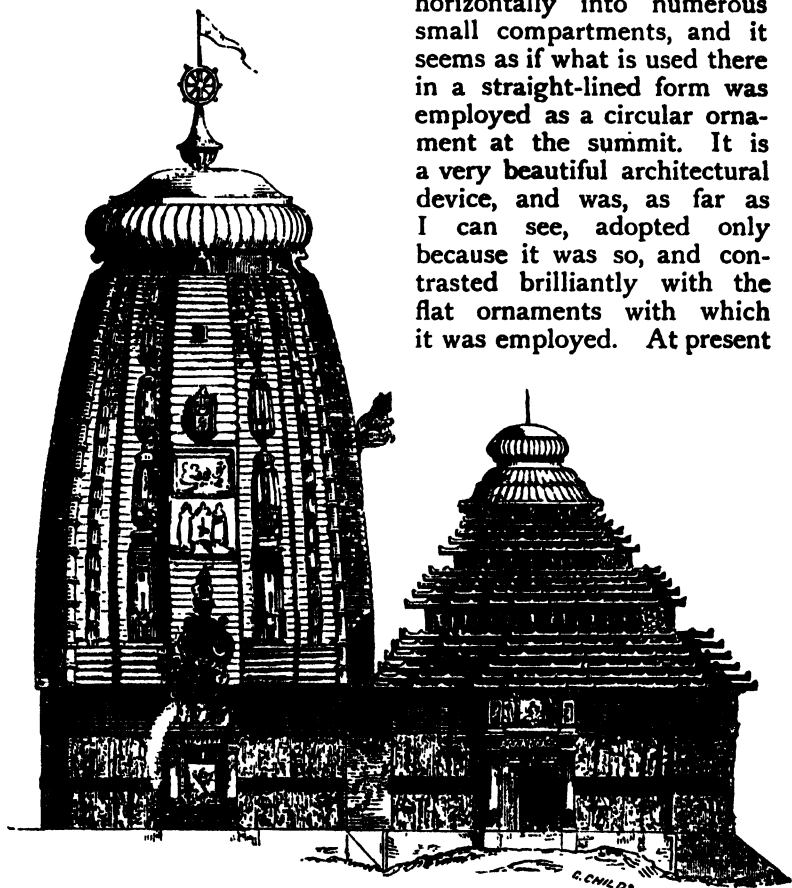 horizontally into numerous
small compartments, and it
seems as if what is used there
in a straight-lined form was
employed as a circular orna-
ment at the summit. It is
a very beautiful architectural
device, and was, as far as
I can see, adopted only
because it was so, and con-
trasted brilliantly with the
flat ornaments with which
it was employed. At present